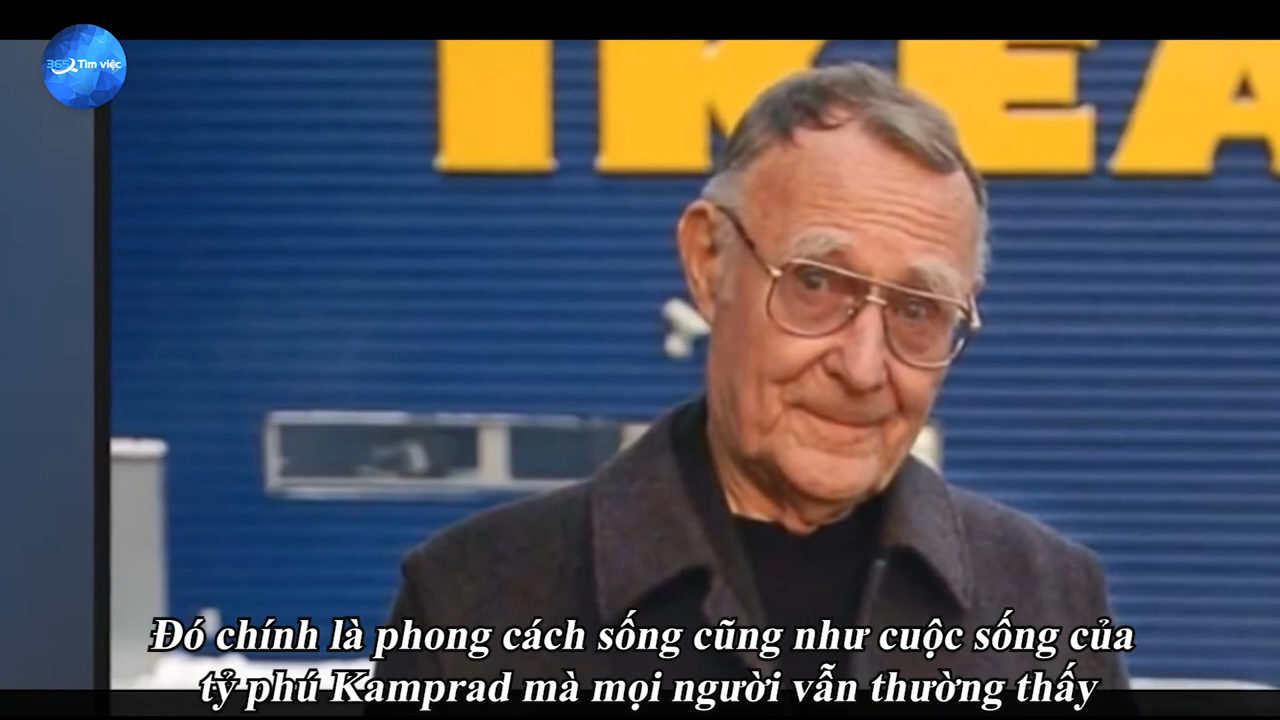 IKEA
365 Tìm việc
Đó chính là phong cách sống cũng như cuộc sống của
tỷ phú Kamprad mà mọi người vẫn thường thấy